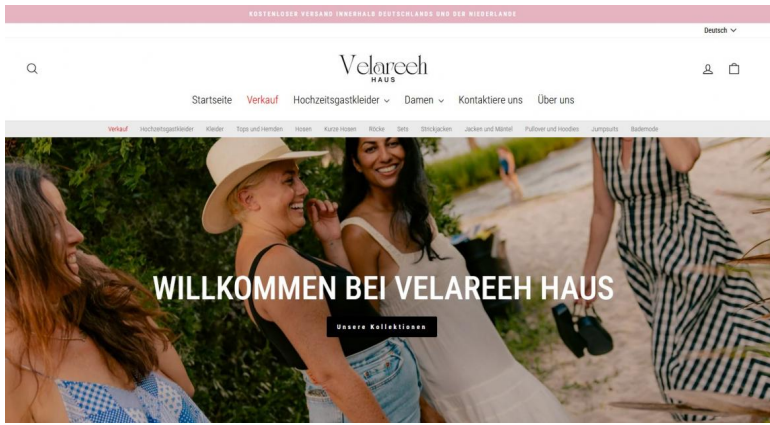 KOSTENLOSER VERSAND INNERHALB DEUTSCHLANDS UND DER NIEDERLANDE
Deutsch
Velareeh
HAUS
Startseite Verkauf Hochzeitsgastkleider Damen Kontaktiere uns Über uns
Verkauf Hochzeitsgastkleider Kleider Tops und Hemden Hosen Kurze Hosen Röcke Sets Strickjacken Jacken und Mäntel Pullover und Hoodies Jumpsuits Bademode
WILLKOMMEN BEI VELAREEH HAUS
Unsere Kollektionen